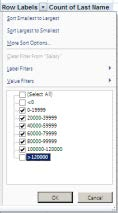 Row Labels Count of Last Name
Sort Smallest to Largest
Sort Largest to Smallest
More Sort Options...
Clear Filter From "Salary"
Label Filters
Value Filters
(Select All)
<0
0-19999
20000-39999
40000-59999
60000-79999
80000-99999
100000-120000
>120000
OK Cancel